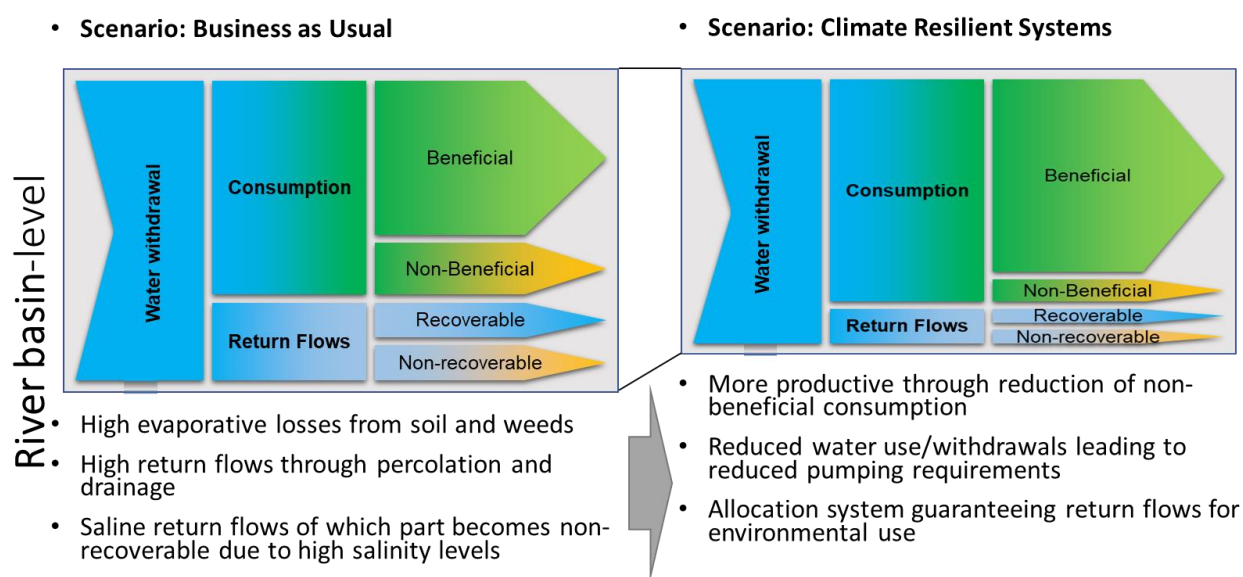 • Scenario: Business as Usual
Water withdrawal
Consumption
Return Flows
Beneficial
Non-Beneficial
Recoverable
Non-recoverable
River basin-level
• High evaporative losses from soil and weeds
• High return flows through percolation and
drainage
• Saline return flows of which part becomes non-
recoverable due to high salinity levels
• Scenario: Climate Resilient Systems
Water withdrawal
Consumption
Return Flows
Beneficial
Non-Beneficial
Recoverable
Non-recoverable
• More productive through reduction of non-
beneficial consumption
• Reduced water use/withdrawals leading to
reduced pumping requirements
• Allocation system guaranteeing return flows for
environmental use